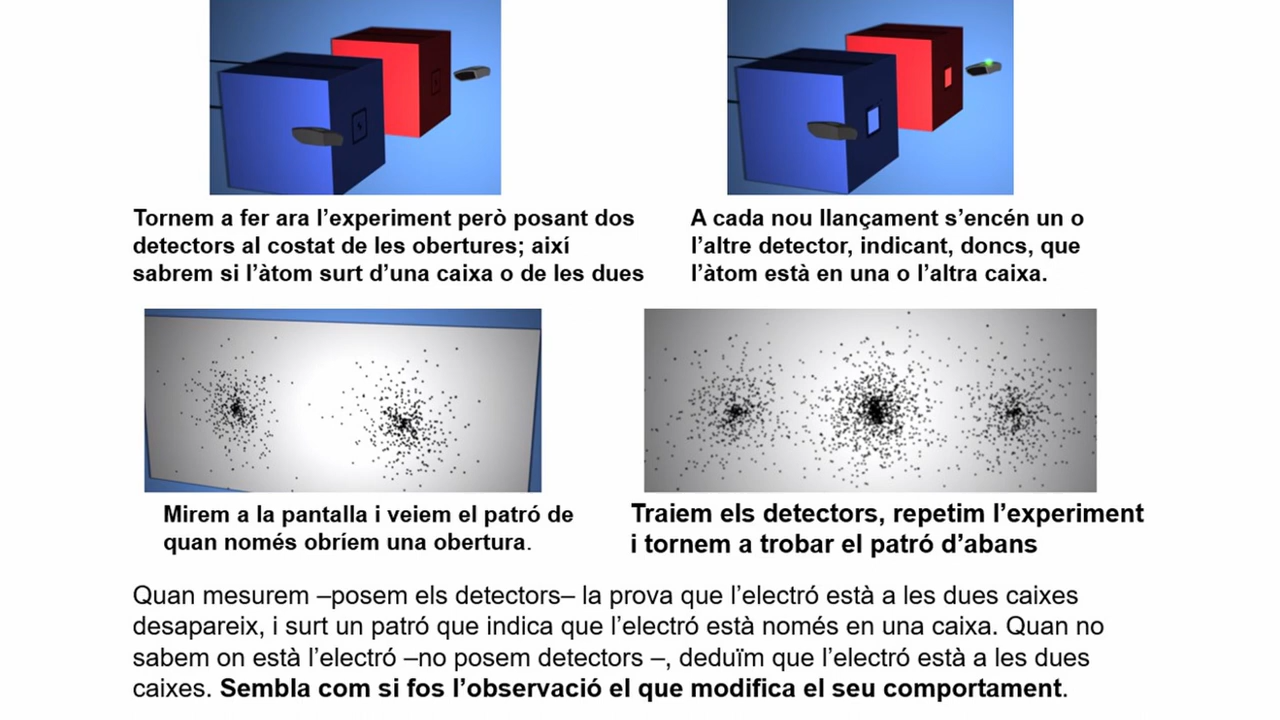 Tornem a fer ara l’experiment però posant dos
detectors al costat de les obertures; així
sabrem si l’àtom surt d’una caixa o de les dues
A cada nou llançament s’encén un o
l’altre detector, indicant, doncs, que
l’àtom està en una o l’altra caixa.
Mirem a la pantalla i veiem el patró de
quan només obríem una obertura.
Traiem els detectors, repetim l’experiment
i tornem a trobar el patró d’abans
Quan mesurem –posem els detectors– la prova que l’electró està a les dues caixes
desapareix, i surt un patró que indica que l’electró està només en una caixa. Quan no
sabem on està l’electró –no posem detectors –, deduïm que l’electró està a les dues
caixes. Sembla com si fos l’observació el que modifica el seu comportament.